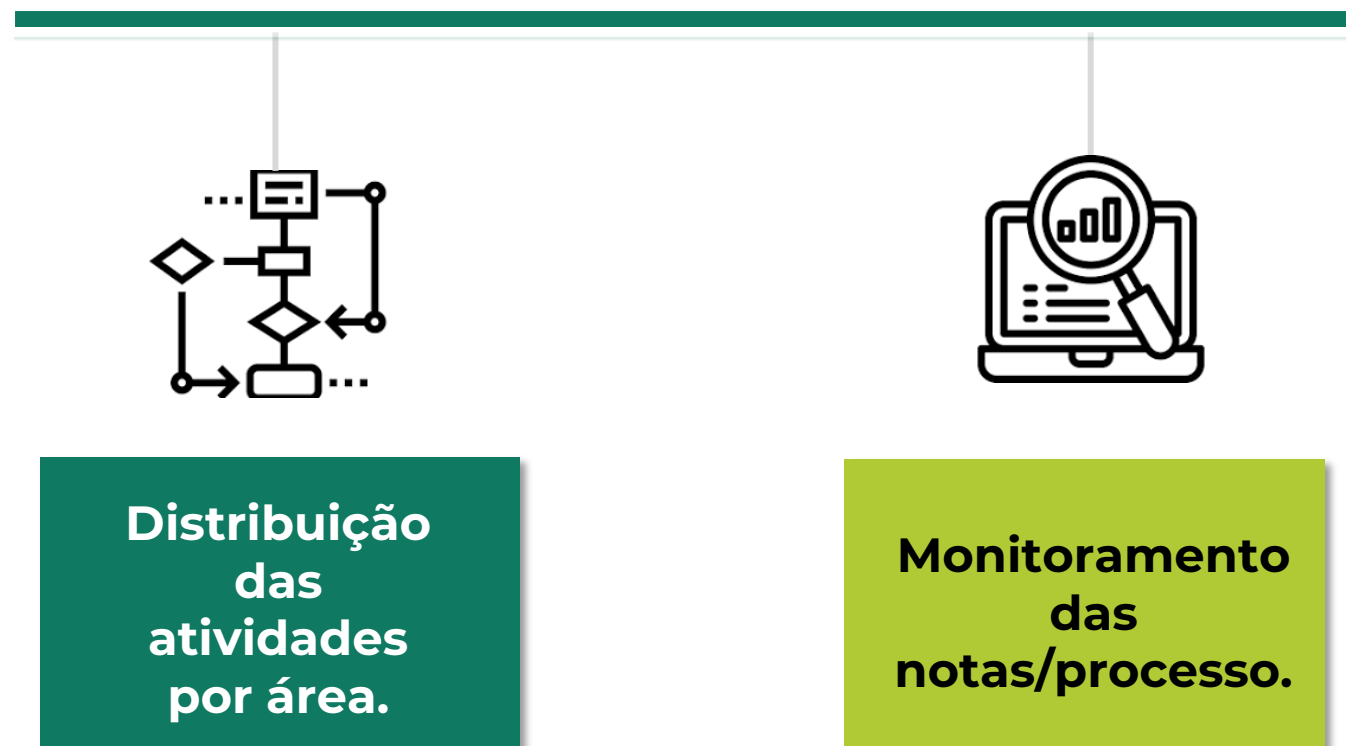 Distribuição
das
atividades
por área.
Monitoramento
das
notas/processo.